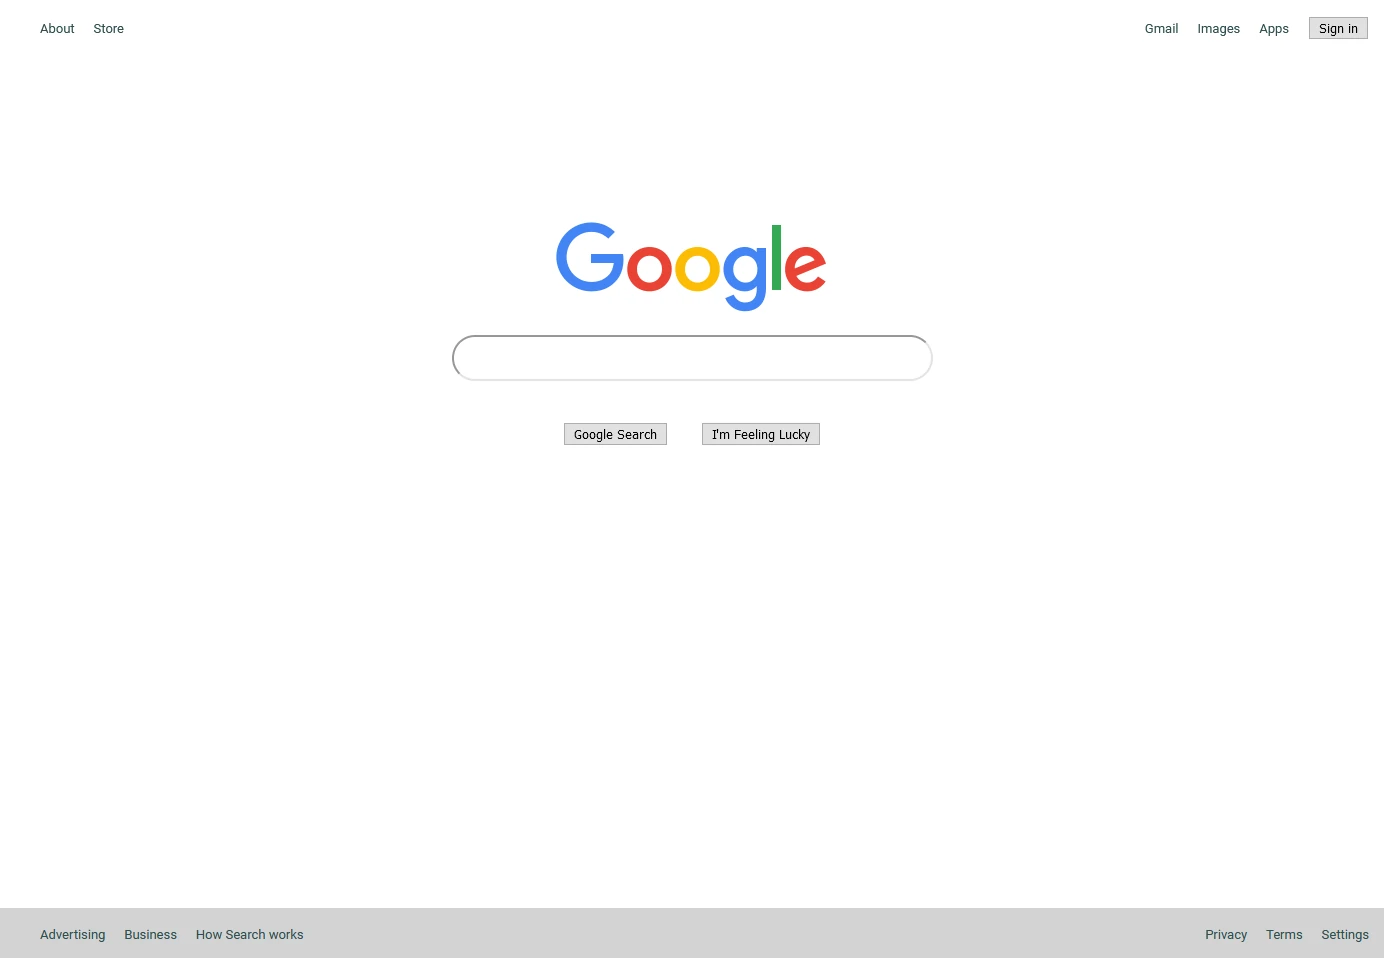 About Store Gmail Images Apps Sign in
Google
Google Search I'm Feeling Lucky
Advertising Business How Search works Privacy Terms Settings